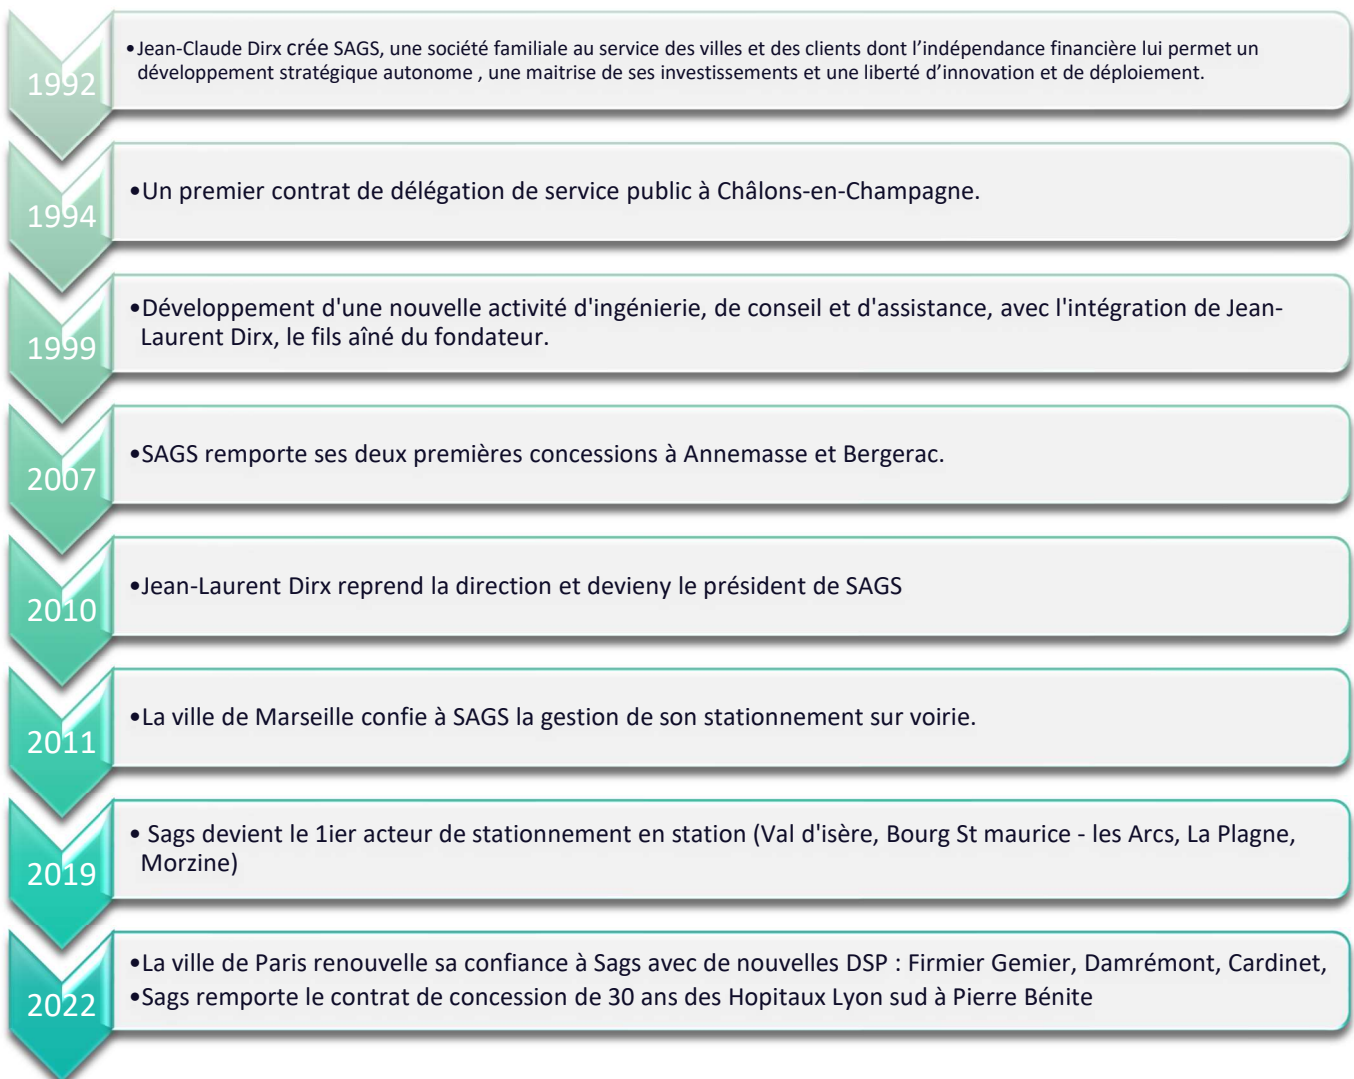 1992
•Jean-Claude Dirx crée SAGS, une société familiale au service des villes et des clients dont l’indépendance financière lui permet un
développement stratégique autonome , une maitrise de ses investissements et une liberté d’innovation et de déploiement.
1994
•Un premier contrat de délégation de service public à Châlons-en-Champagne.
1999
•Développement d'une nouvelle activité d'ingénierie, de conseil et d'assistance, avec l'intégration de Jean-
Laurent Dirx, le fils aîné du fondateur.
2007
•SAGS remporte ses deux premières concessions à Annemasse et Bergerac.
2010
•Jean-Laurent Dirx reprend la direction et devieny le président de SAGS
2011
•La ville de Marseille confie à SAGS la gestion de son stationnement sur voirie.
2019
• Sags devient le 1ier acteur de stationnement en station (Val d'isère, Bourg St maurice - les Arcs, La Plagne,
Morzine)
2022
•La ville de Paris renouvelle sa confiance à Sags avec de nouvelles DSP : Firmier Gemier, Damrémont, Cardinet,
•Sags remporte le contrat de concession de 30 ans des Hopitaux Lyon sud à Pierre Bénite